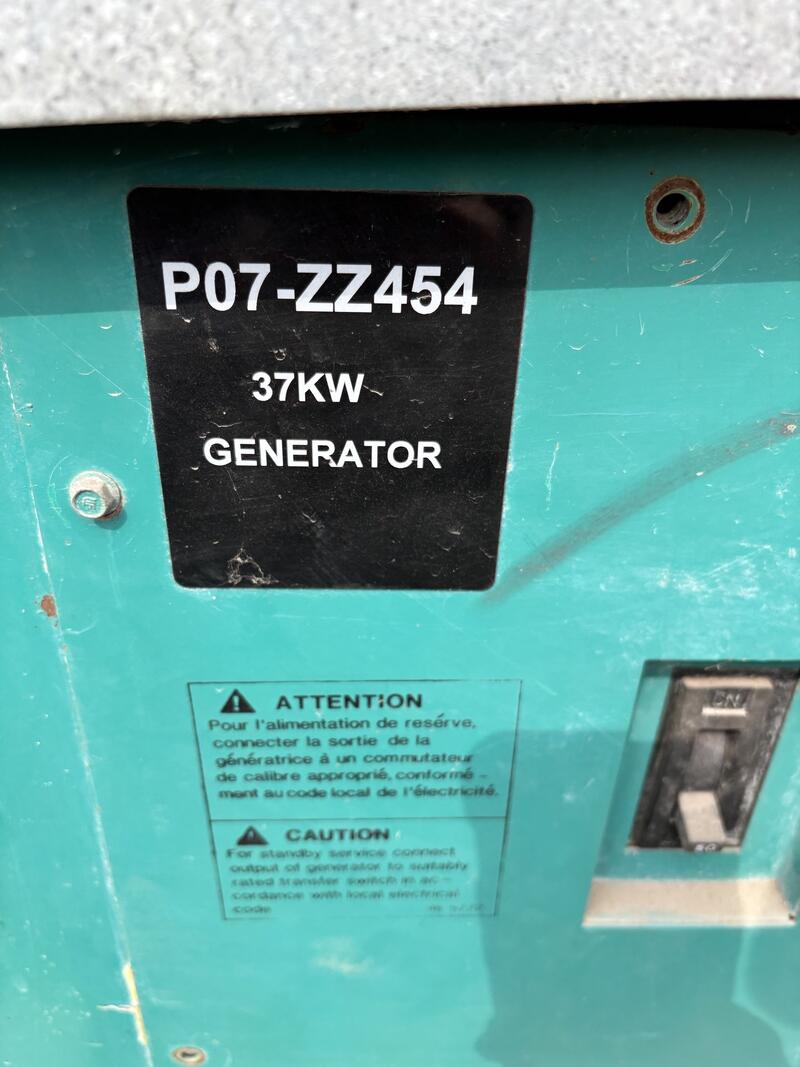 P07-ZZ454
37KW
GENERATOR
ATTENTION
Pour l'alimentation de resérve,
connecter la sortie de la
génératrice à un commutateur
de calibre approprié, conformé -
ment au code local de l'électricité.
CAUTION
For standby service connect
output of generator to suitably
rated transfer switch in ac-
cordance with local electrical
code
ON